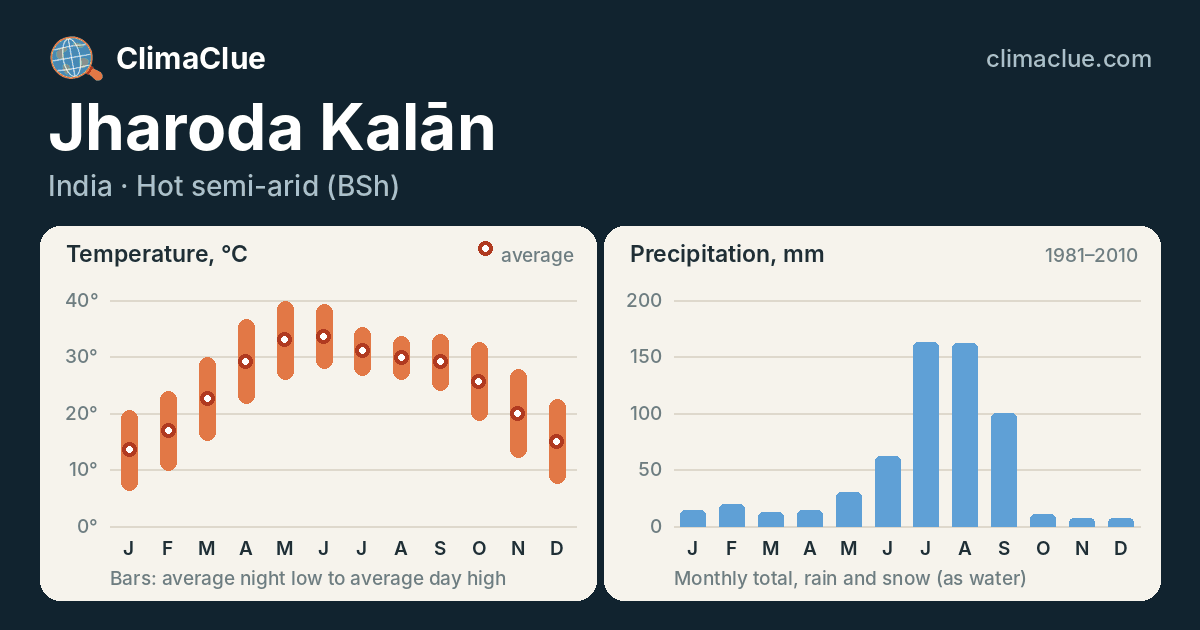 ClimaClue
climaclue.com
Jharoda Kalān
India · Hot semi-arid (BSh)
Temperature, °C
average
40°
30°
20°
10°
0°
J F M A M J J A S O N D
Bars: average night low to average day high
Precipitation, mm
1981–2010
200
150
100
50
0
J F M A M J J A S O N D
Monthly total, rain and snow (as water)